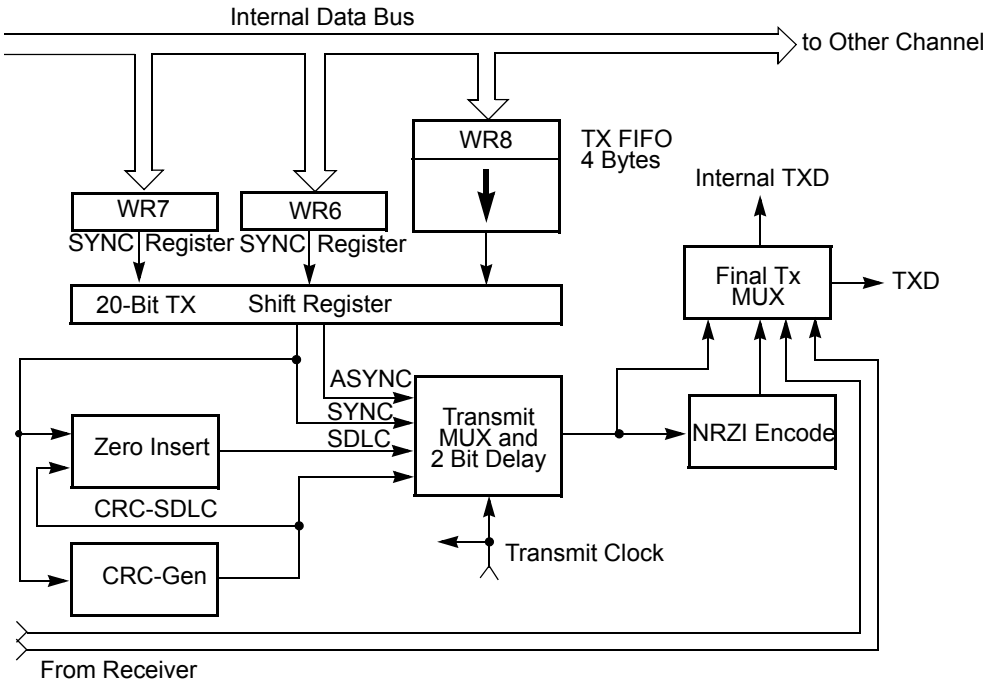 Internal Data Bus
to Other Channel
WR8
TX FIFO
4 Bytes
Internal TXD
WR7
WR6
SYNC Register
SYNC Register
Final Tx
MUX
TXD
20-Bit TX Shift Register
ASYNC
SYNC
SDLC
Transmit
MUX and
2 Bit Delay
NRZI Encode
Zero Insert
CRC-SDLC
Transmit Clock
CRC-Gen
From Receiver